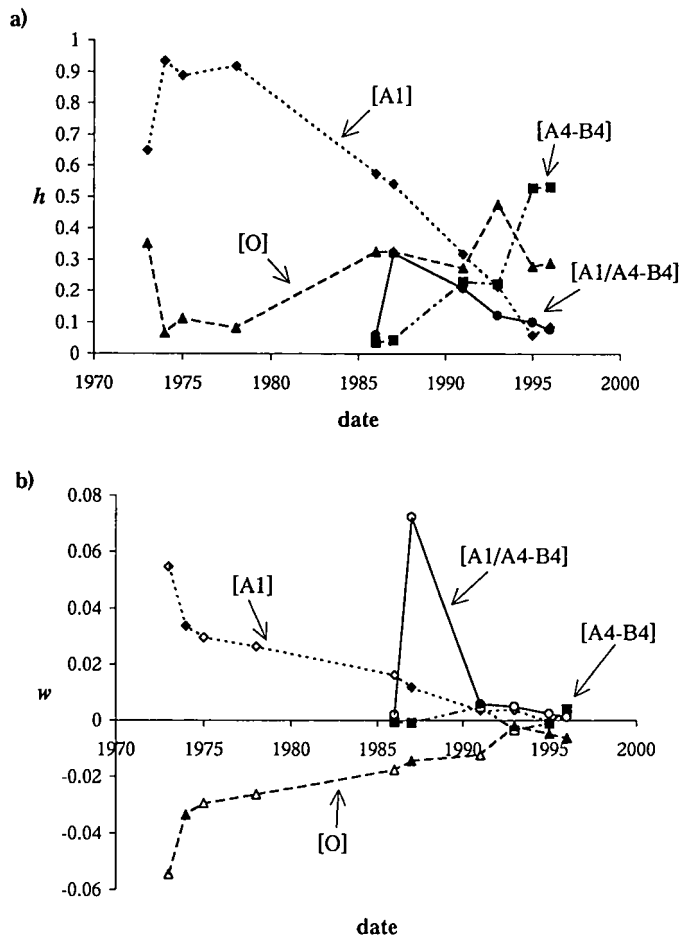 a)
1
0.9
0.8
0.7
0.6
0.5
0.4
0.3
0.2
0.1
0
h
[A1]
[A4-B4]
[O]
[A1/A4-B4]
1970 1975 1980 1985 1990 1995 2000
date
b)
0.08
0.06
0.04
0.02
0
-0.02
-0.04
-0.06
w
[A1/A4-B4]
[A1]
[A4-B4]
1970 1975 1980 1985 1990 1995 2000
[O]
date